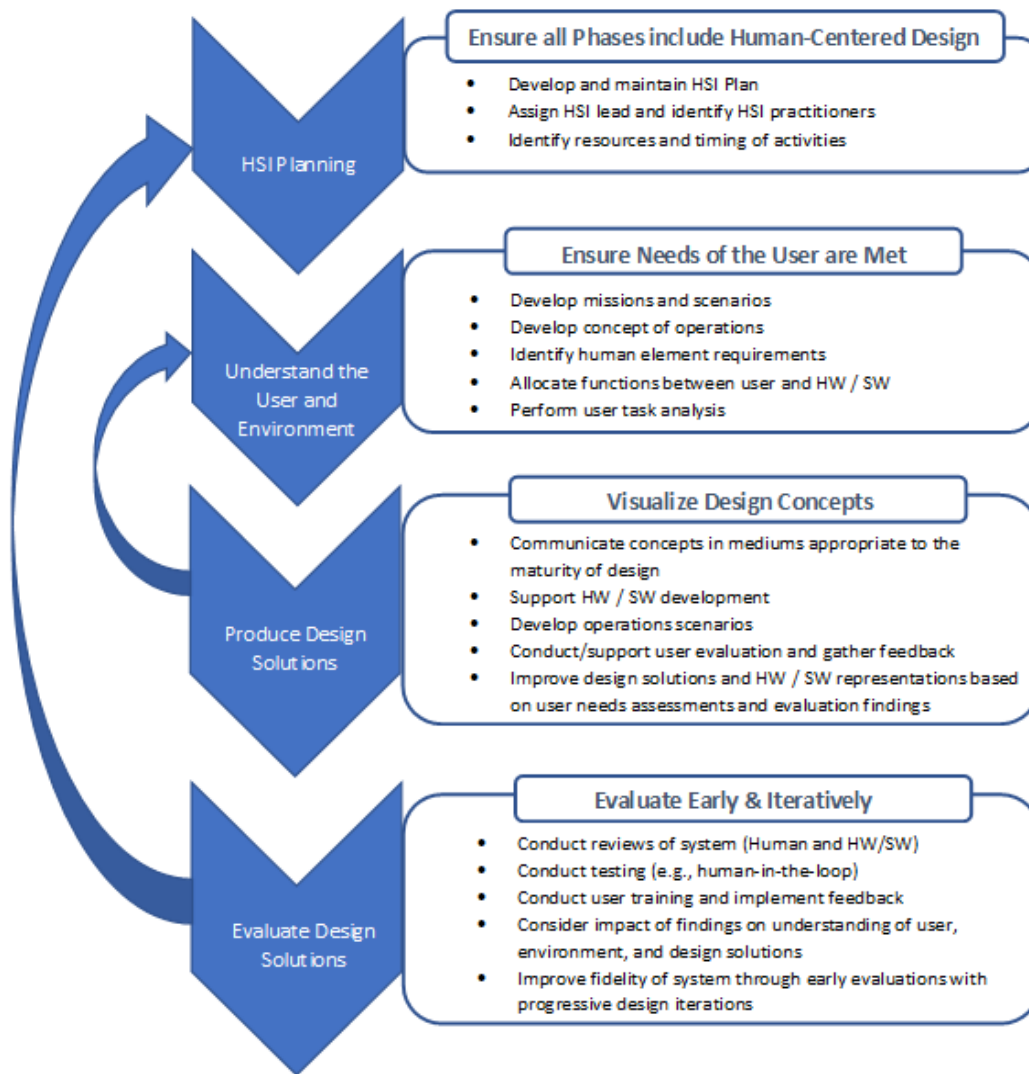 Ensure all Phases include Human-Centered Design
• Develop and maintain HSI Plan
• Assign HSI lead and identify HSI practitioners
• Identify resources and timing of activities
HSI Planning
Ensure Needs of the User are Met
• Develop missions and scenarios
• Develop concept of operations
• Identify human element requirements
• Allocate functions between user and HW / SW
• Perform user task analysis
Understand the
User and
Environment
Visualize Design Concepts
• Communicate concepts in mediums appropriate to the
maturity of design
• Support HW / SW development
• Develop operations scenarios
• Conduct/support user evaluation and gather feedback
• Improve design solutions and HW / SW representations based
on user needs assessments and evaluation findings
Produce Design
Solutions
Evaluate Early & Iteratively
• Conduct reviews of system (Human and HW/SW)
• Conduct testing (e.g., human-in-the-loop)
• Conduct user training and implement feedback
• Consider impact of findings on understanding of user,
environment, and design solutions
• Improve fidelity of system through early evaluations with
progressive design iterations
Evaluate Design
Solutions